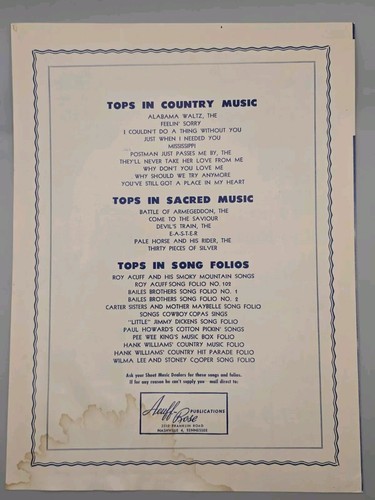 TOPS IN COUNTRY MUSIC
ALABAMA WALTZ, THE
FEELIN' SORRY
I COULDN'T DO A THING WITHOUT YOU
JUST WHEN I NEEDED YOU
MISSISSIPPI
POSTMAN JUST PASSES ME BY, THE
THEY'LL NEVER TAKE HER LOVE FROM ME
WHY DON'T YOU LOVE ME
WHY SHOULD WE TRY ANYMORE
YOU'VE STILL GOT A PLACE IN MY HEART
TOPS IN SACRED MUSIC
BATTLE OF ARMEGEDDON, THE
COME TO THE SAVIOUR
DEVIL'S TRAIN, THE
E-A-S-T-E-R
PALE HORSE AND HIS RIDER, THE
THIRTY PIECES OF SILVER
TOPS IN SONG FOLIOS
ROY ACUFF AND HIS SMOKY MOUNTAIN SONGS
ROY ACUFF SONG FOLIO NO. 102
BAILES BROTHERS SONG FOLIO NO. 1
BAILES BROTHERS SONG FOLIO NO. 2
CARTER SISTERS AND MOTHER MAYBELLE SONG FOLIO
SONGS COWBOY COPAS SINGS
"LITTLE" JIMMY DICKENS SONG FOLIO
PAUL HOWARD'S COTTON PICKIN' SONGS
PEE WEE KING'S MUSIC BOX FOLIO
HANK WILLIAMS' COUNTRY MUSIC FOLIO
HANK WILLIAMS' COUNTRY HIT PARADE FOLIO
WILMA LEE AND STONEY COOPER SONG FOLIO
Ask your Sheet Music Dealers for these songs and folios.
If for any reason he can't supply you - mail direct to:
Acuff-Rose PUBLICATIONS
2510 FRANKLIN ROAD
NASHVILLE 4, TENNESSEE